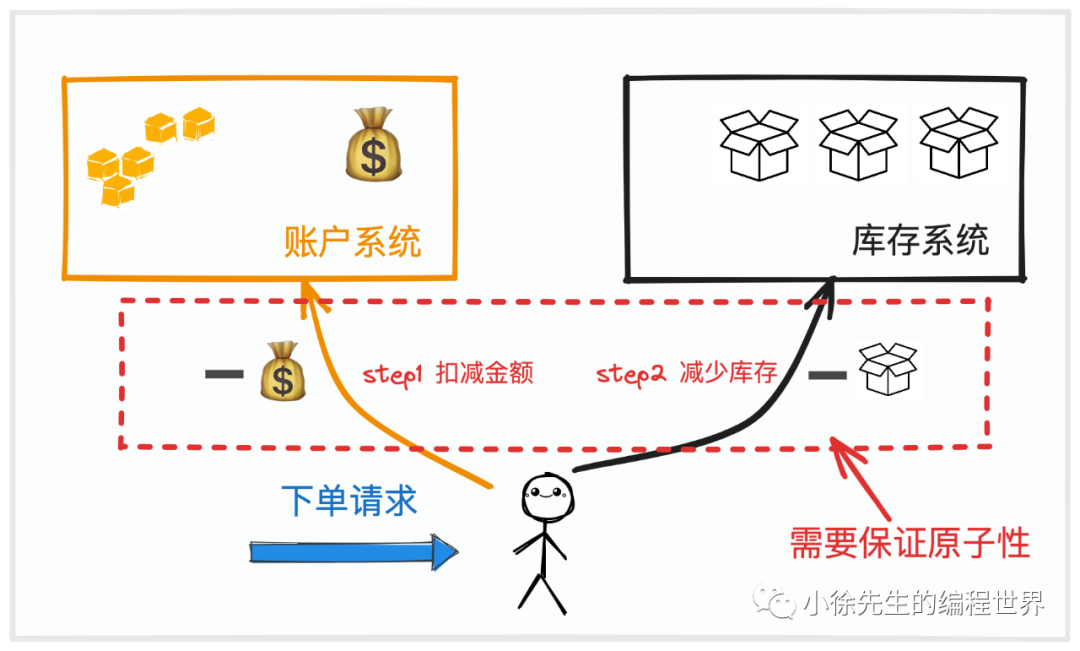 $
账户系统
库存系统
$
step1 扣减金额
step2 减少库存
下单请求
需要保证原子性
小徐先生的编程世界